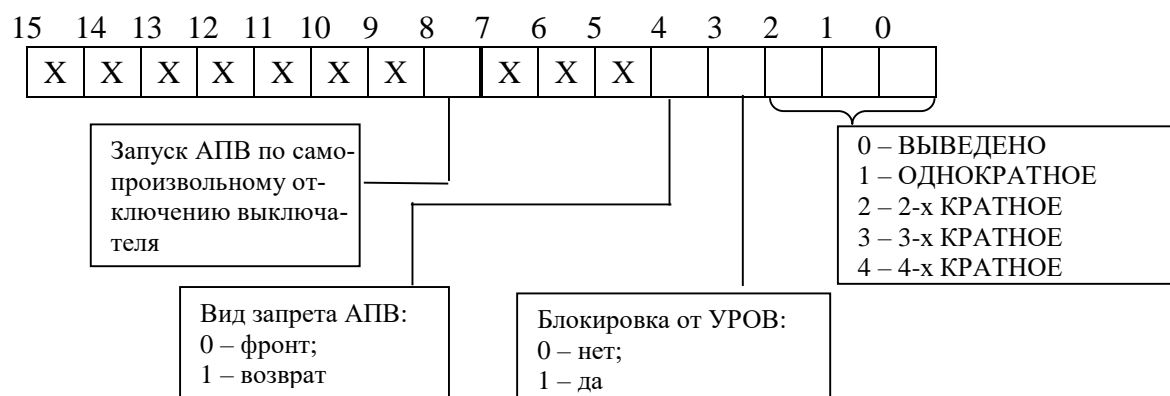 15 14 13 12 11 10 9 8 7 6 5 4 3 2 1 0
X X X X X X X X X X
Запуск АПВ по само-
произвольному от-
ключению выключа-
теля
0 – ВЫВЕДЕНО
1 – ОДНОКРАТНОЕ
2 – 2-х КРАТНОЕ
3 – 3-х КРАТНОЕ
4 – 4-х КРАТНОЕ
Вид запрета АПВ:
0 – фронт;
1 – возврат
Блокировка от УРОВ:
0 – нет;
1 – да